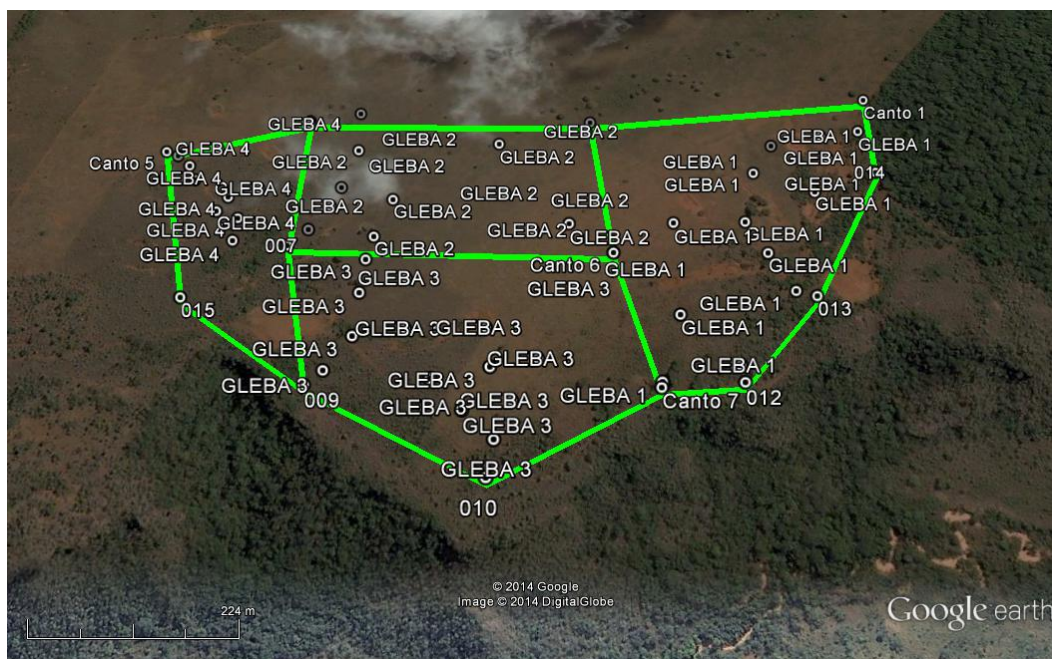 Canto 1
GLEBA 4
GLEBA 2
GLEBA 2
GLEBA 1
GLEBA 1
GLEBA 4
GLEBA 2
Canto 5
GLEBA 2
GLEBA 2
GLEBA 1
GLEBA 1
GLEBA 4
014
GLEBA 1
GLEBA 4
GLEBA 2
GLEBA 2
GLEBA 1
GLEBA 4
GLEBA 2
GLEBA 2
GLEBA 1
GLEBA 4
GLEBA 4
GLEBA 2
GLEBA 2
GLEBA 1
GLEBA 1
007
GLEBA 2
GLEBA 4
Canto 6
GLEBA 1
GLEBA 1
GLEBA 3
GLEBA 3
GLEBA 3
GLEBA 3
GLEBA 1
015
013
GLEBA 3
GLEBA 3
GLEBA 1
GLEBA 3
GLEBA 3
GLEBA 1
GLEBA 3
GLEBA 3
GLEBA 1
009
GLEBA 3
GLEBA 3
Canto 7
012
GLEBA 3
GLEBA 3
010
224 m
© 2014 Google
Image © 2014 DigitalGlobe
Google earth